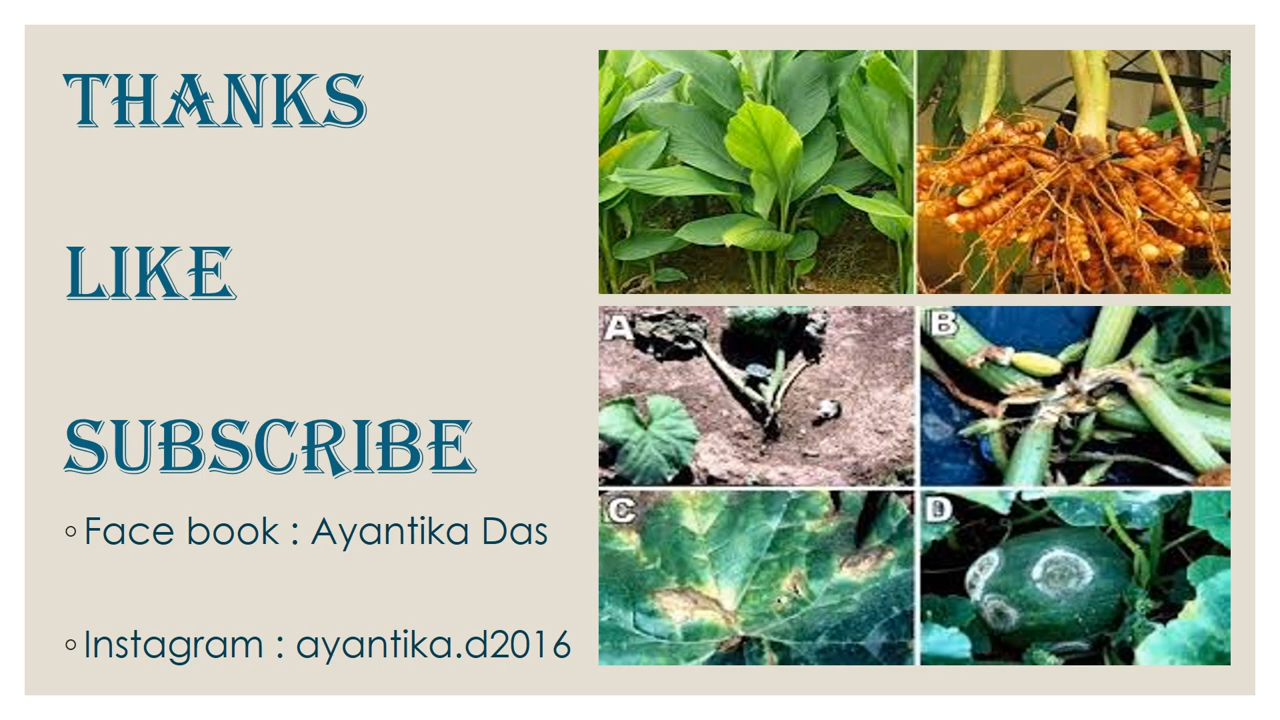 THANKS
LIKE
SUBSCRIBE
◦ Face book : Ayantika Das
◦ Instagram : ayantika.d2016
A
B
C
D